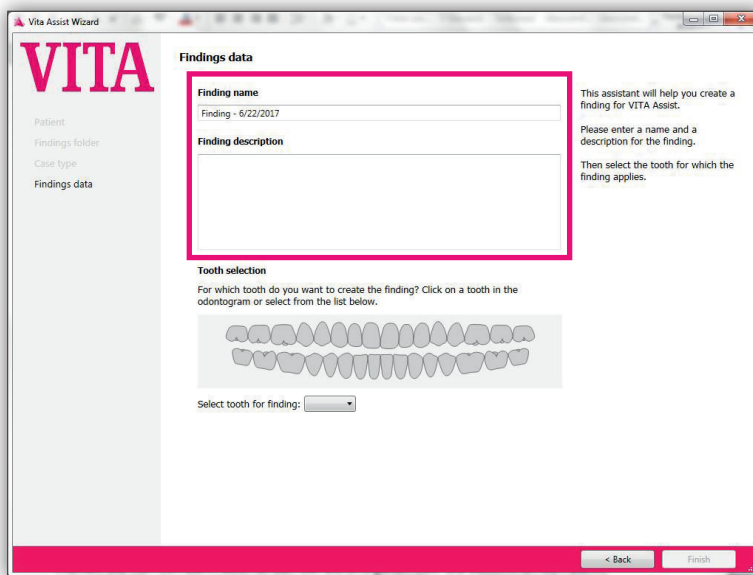 Vita Assist Wizard
VITA
Patient
Findings folder
Case type
Findings data
Findings data
Finding name
Finding - 6/22/2017
Finding description
Tooth selection
For which tooth do you want to create the finding? Click on a tooth in the
odontogram or select from the list below.
Select tooth for finding:
This assistant will help you create a
finding for VITA Assist.
Please enter a name and a
description for the finding.
Then select the tooth for which the
finding applies.
< Back
Finish